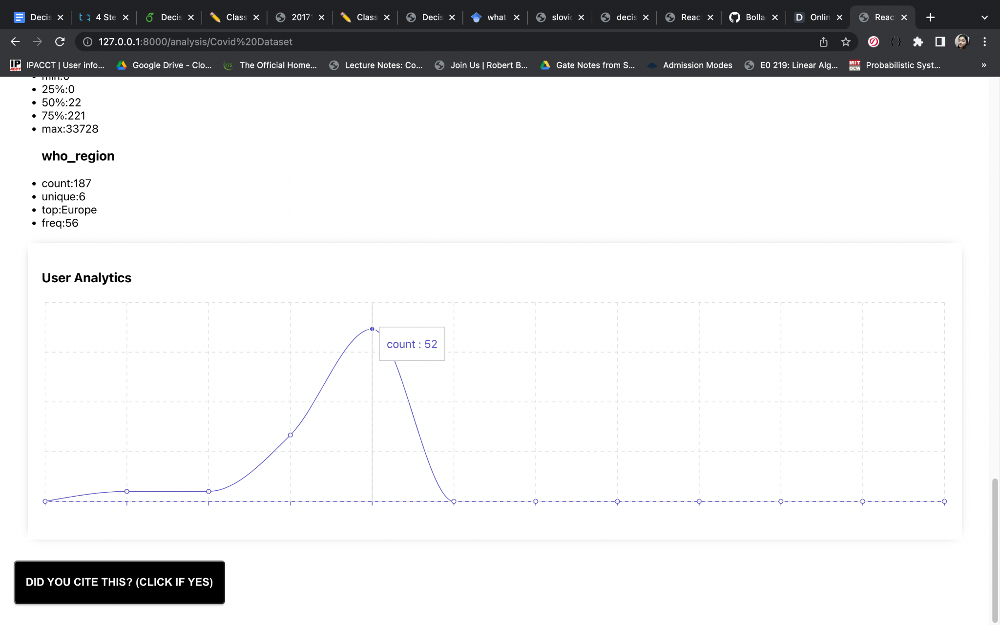 Decis
4 Ste
Decis
Class
2017
Class
Decis
what
slovic
decis
Reac
Bolla
D Onlin
Reac
127.0.0.1:8000/analysis/Covid%20Dataset
IP IPACCT | User info...
Google Drive - Clo...
The Official Home...
Lecture Notes: Co...
Join Us | Robert B...
Gate Notes from S...
Admission Modes
E0 219: Linear Alg...
MIT OCW Probabilistic Syst...
»
min:0
25%:0
50%:22
75%:221
max:33728
who_region
count:187
unique:6
top:Europe
freq:56
User Analytics
count : 52
DID YOU CITE THIS? (CLICK IF YES)